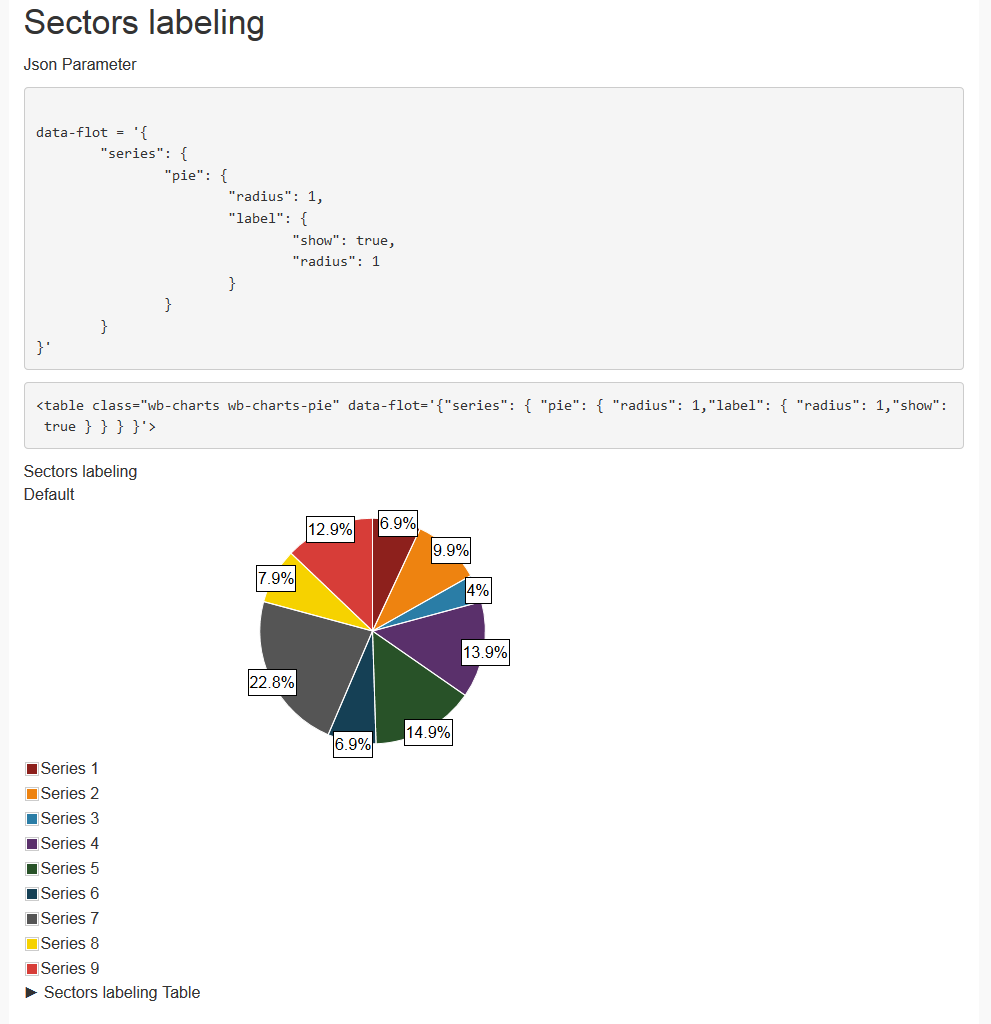 Sectors labeling
Json Parameter
data-flot = '{
"series": {
"pie": {
"radius": 1,
"label": {
"show": true,
"radius": 1
}
}
}
}'
<table class="wb-charts wb-charts-pie" data-flot='{"series": { "pie": { "radius": 1,"label": { "radius": 1,"show":
true } } } }'>
Sectors labeling
Default
12.9%
6.9%
9.9%
7.9%
4%
13.9%
22.8%
14.9%
6.9%
Series 1
Series 2
Series 3
Series 4
Series 5
Series 6
Series 7
Series 8
Series 9
Sectors labeling Table